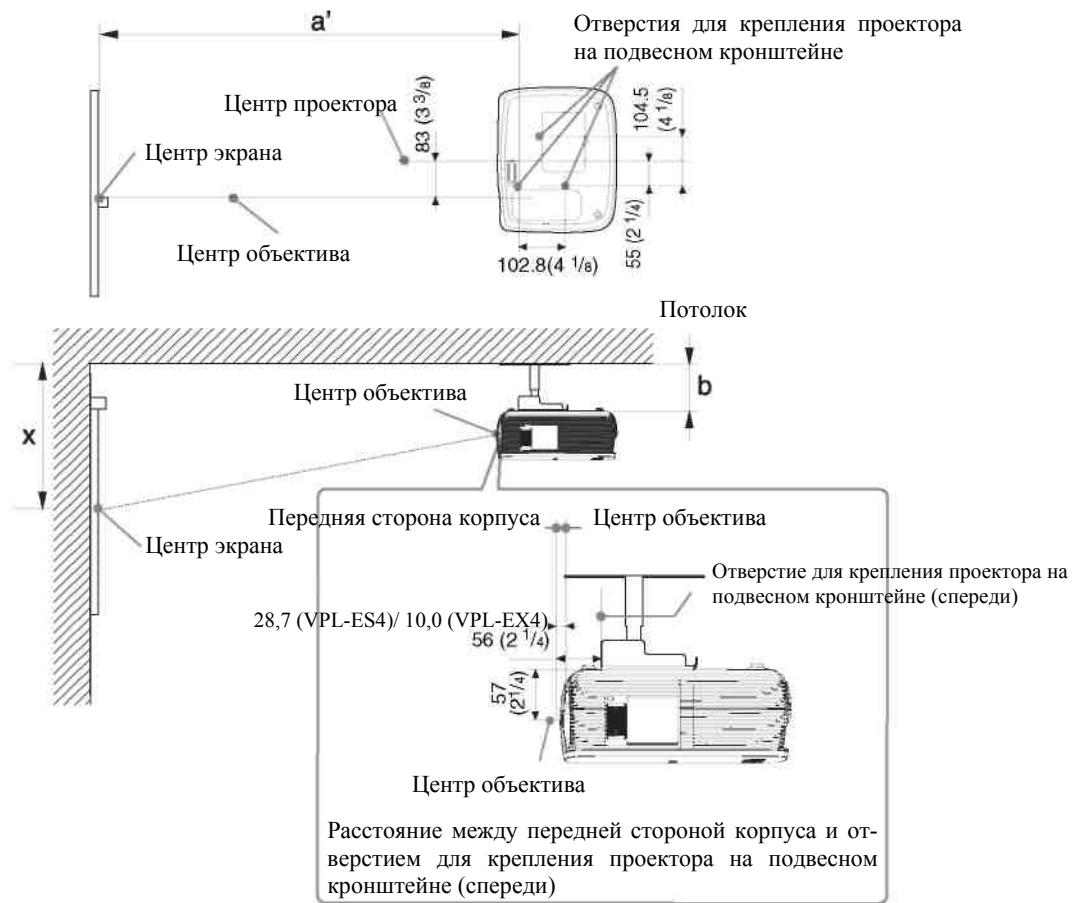 a'
Отверстия для крепления проектора
на подвесном кронштейне
Центр проектора
83 (3 3/8)
104.5
(4 1/8)
Центр экрана
Центр объектива
55 (2 1/4)
102.8(4 1/8)
Потолок
Центр объектива
b
x
Центр экрана
Передняя сторона корпуса
Центр объектива
Отверстие для крепления проектора на
подвесном кронштейне (спереди)
28,7 (VPL-ES4)/ 10,0 (VPL-EX4)
56 (2 1/4)
57
(2 1/4)
Центр объектива
Расстояние между передней стороной корпуса и от-
верстием для крепления проектора на подвесном
кронштейне (спереди)